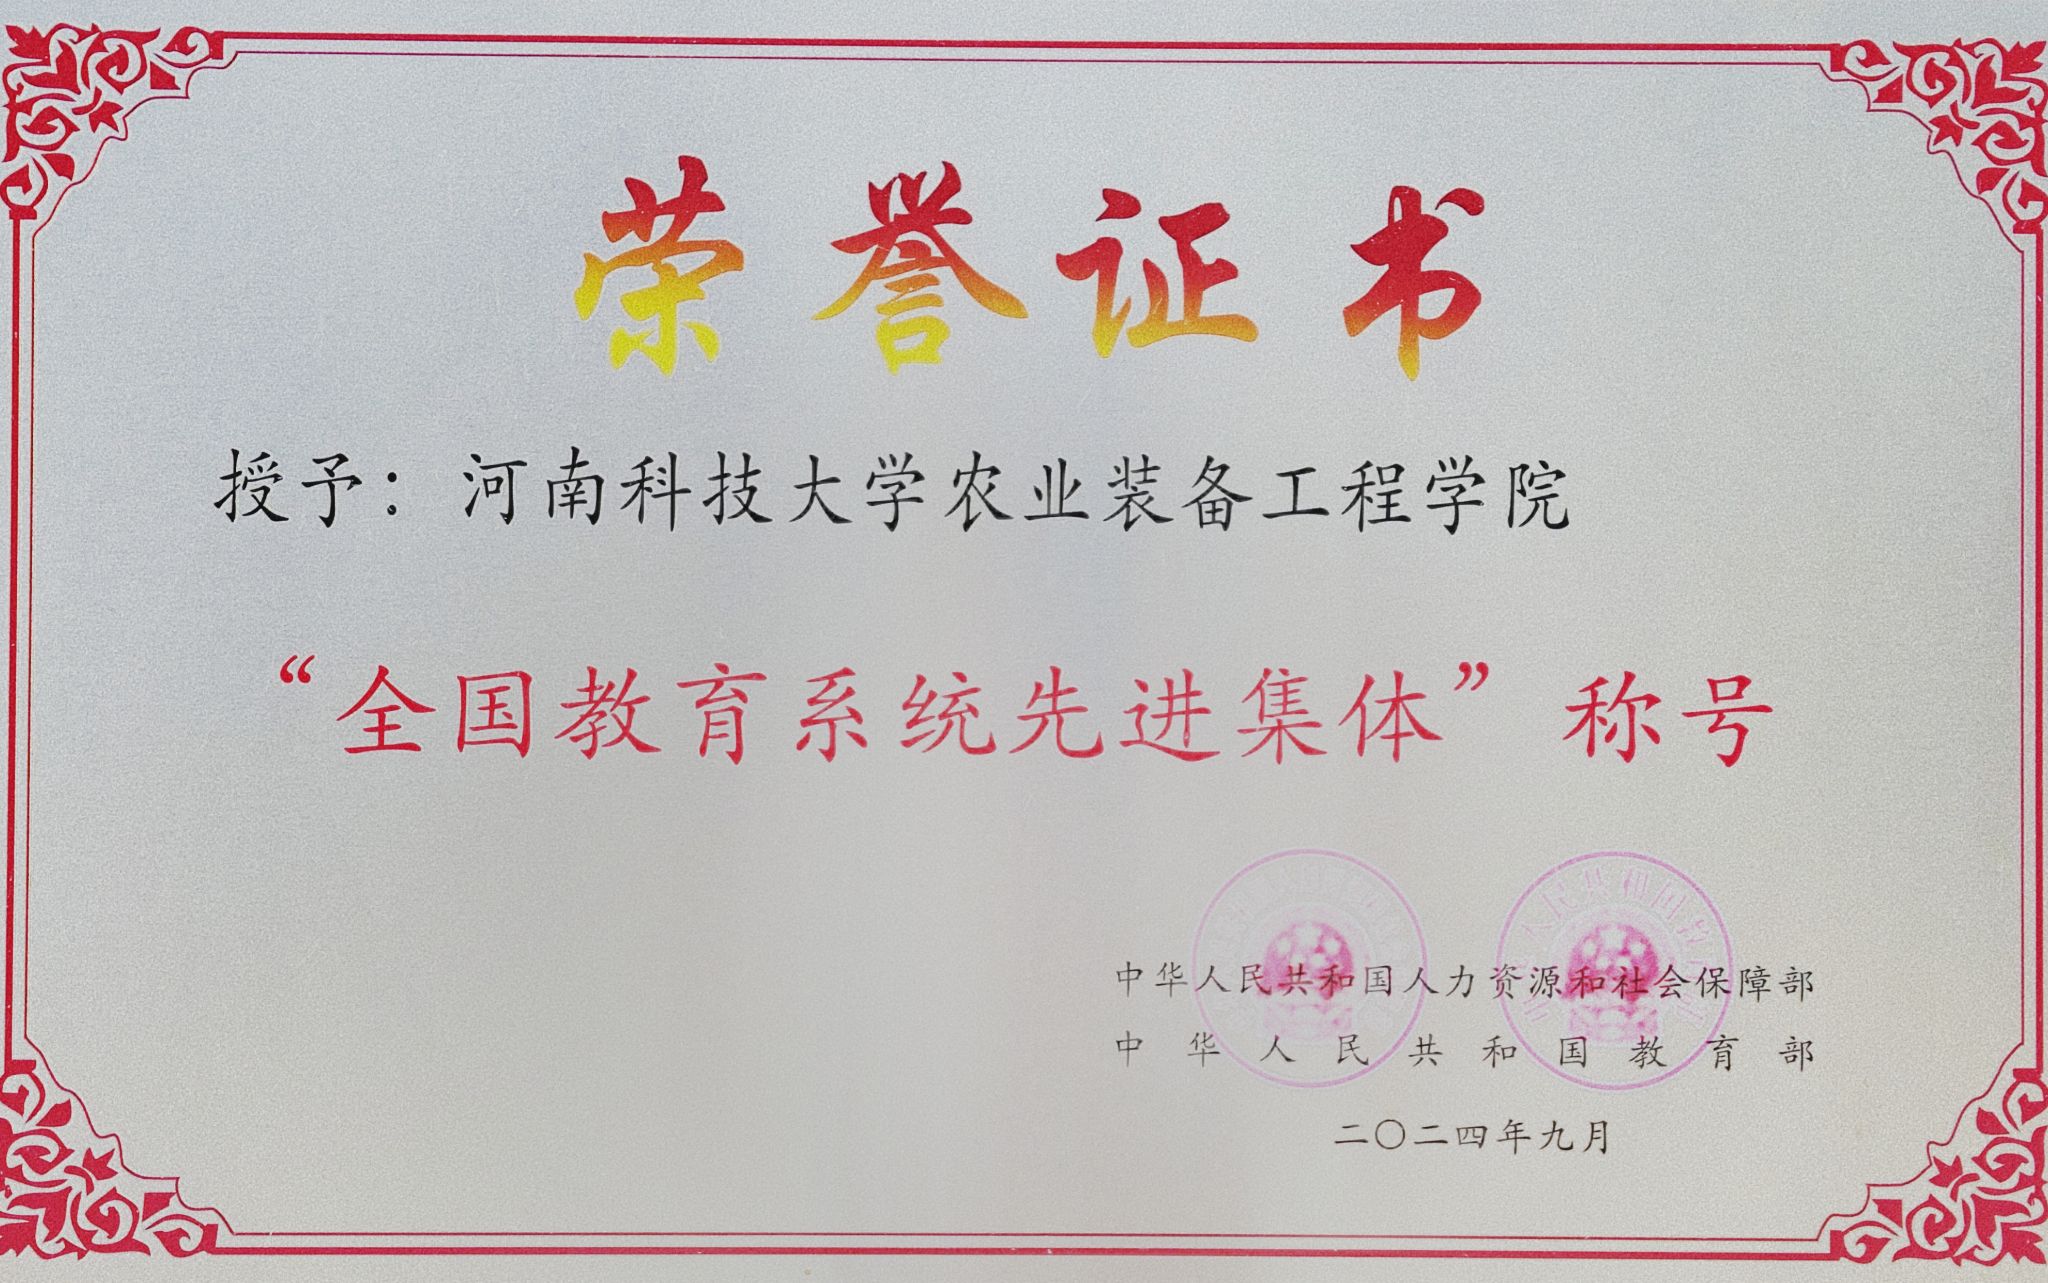 荣誉证书
授予：河南科技大学农业装备工程学院
“全国教育系统先进集体”称号
中华人民共和国人力资源和社会保障部
中华人民共和国教育部
二〇二四年九月